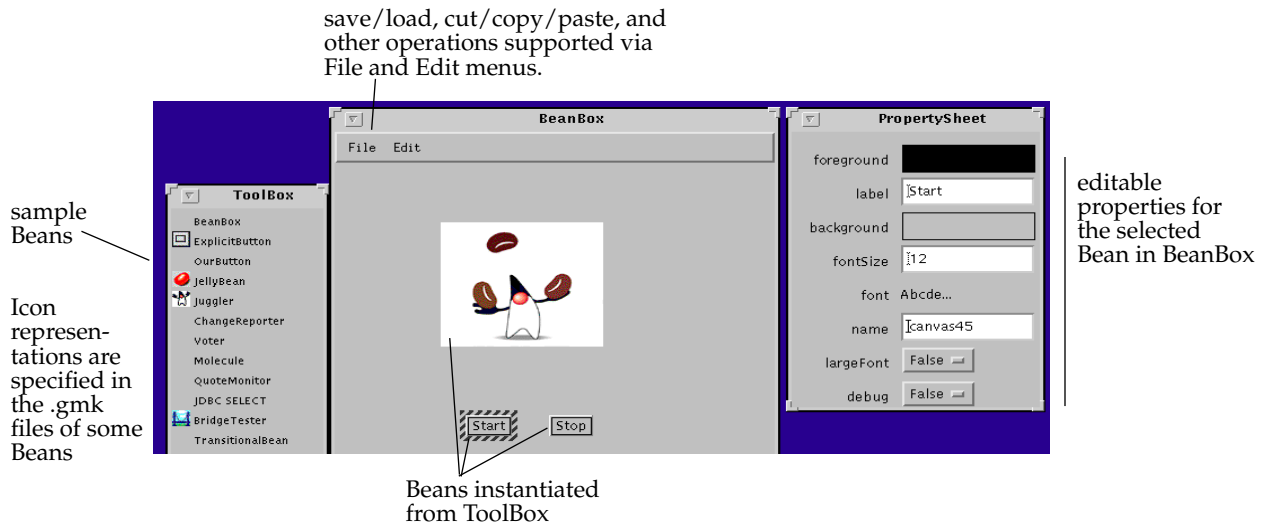 save/load, cut/copy/paste, and
other operations supported via
File and Edit menus.
BeanBox
File Edit
PropertySheet
foreground
label Start
background
fontSize 12
font Abcde...
name canvas45
largeFont False
debug False
editable
properties for
the selected
Bean in BeanBox
sample
Beans
Icon
represen-
tations are
specified in
the .gmk
files of some
Beans
ToolBox
BeanBox
ExplicitButton
OurButton
JellyBean
Juggler
ChangeReporter
Voter
Molecule
QuoteMonitor
JDBC SELECT
BridgeTester
TransitionalBean
Start
Stop
Beans instantiated
from ToolBox